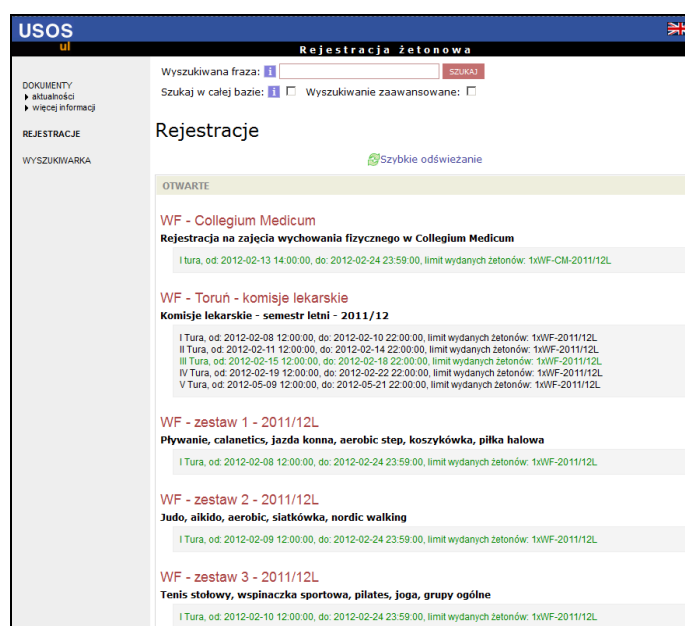 USOS
ul
Rejestracja żetonowa
Wyszukiwana fraza: i SZUKAJ
Szukaj w całej bazie: i Wyszukiwanie zaawansowane:
DOKUMENTY
aktualności
więcej informacji
REJESTRACJE
WYSZUKIWARKA
Rejestracje
Szybkie odświeżanie
OTWARTE
WF - Collegium Medicum
Rejestracja na zajęcia wychowania fizycznego w Collegium Medicum
I tura, od: 2012-02-13 14:00:00, do: 2012-02-24 23:59:00, limit wydanych żetonów: 1xWF-CM-2011/12L
WF - Toruń - komisje lekarskie
Komisje lekarskie - semestr letni - 2011/12
I Tura, od: 2012-02-08 12:00:00, do: 2012-02-10 22:00:00, limit wydanych żetonów: 1xWF-2011/12L
II Tura, od: 2012-02-11 12:00:00, do: 2012-02-14 22:00:00, limit wydanych żetonów: 1xWF-2011/12L
III Tura, od: 2012-02-15 12:00:00, do: 2012-02-18 22:00:00, limit wydanych żetonów: 1xWF-2011/12L
IV Tura, od: 2012-02-19 12:00:00, do: 2012-02-22 22:00:00, limit wydanych żetonów: 1xWF-2011/12L
V Tura, od: 2012-05-09 12:00:00, do: 2012-05-21 22:00:00, limit wydanych żetonów: 1xWF-2011/12L
WF - zestaw 1 - 2011/12L
Pływanie, calanetics, jazda konna, aerobic step, koszykówka, piłka halowa
I Tura, od: 2012-02-08 12:00:00, do: 2012-02-24 23:59:00, limit wydanych żetonów: 1xWF-2011/12L
WF - zestaw 2 - 2011/12L
Judo, aikido, aerobic, siatkówka, nordic walking
I Tura, od: 2012-02-09 12:00:00, do: 2012-02-24 23:59:00, limit wydanych żetonów: 1xWF-2011/12L
WF - zestaw 3 - 2011/12L
Tenis stołowy, wspinaczka sportowa, pilates, joga, grupy ogólne
I Tura, od: 2012-02-10 12:00:00, do: 2012-02-24 23:59:00, limit wydanych żetonów: 1xWF-2011/12L